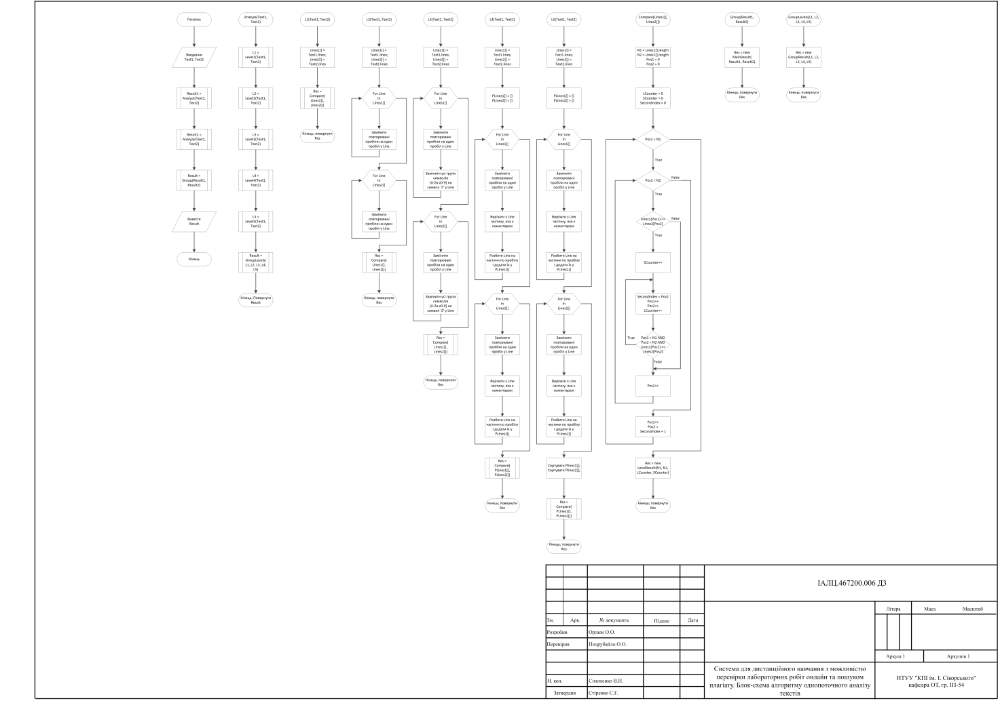 Початок
Введення
Text1, Text2
Result1 =
Analyze(Text1,
Text2)
Result2 =
Analyze(Text1,
Text2)
Result =
Group(Result1,
Result2)
Вивести
Result
Кінець
Analyze(Text1,
Text2)
L1 =
Level1(Text1,
Text2)
L2 =
Level2(Text1,
Text2)
L3 =
Level3(Text1,
Text2)
L4 =
Level4(Text1,
Text2)
L5 =
Level5(Text1,
Text2)
Result =
GroupLevels(
L1, L2, L3, L4,
L5)
Кінець; Повернути
Result
L1(Text1, Text2)
Lines1[] =
Text1.lines;
Lines2[] =
Text2.lines
Res =
Compare(
Lines1[],
Lines2[])
Кінець; повернути
Res
L2(Text1, Text2)
Lines1[] =
Text1.lines;
Lines2[] =
Text2.lines
For Line
in
Lines1[]
Замінити
повторювані
пробіли на один
пробіл у Line
For Line
in
Lines2[]
Замінити
повторювані
пробіли на один
пробіл у Line
Res =
Compare(
Lines1[],
Lines2[])
Кінець; повернути
Res
L3(Text1, Text2)
Lines1[] =
Text1.lines;
Lines2[] =
Text2.lines
For Line
in
Lines1[]
Замінити
повторювані
пробіли на один
пробіл у Line
Замінити усі групи
символів
[A-Za-z0-9] на
символ 'Z' у Line
For Line
in
Lines2[]
Замінити
повторювані
пробіли на один
пробіл у Line
Замінити усі групи
символів
[A-Za-z0-9] на
символ 'Z' у Line
Res =
Compare(
Lines1[],
Lines2[])
Кінець; повернути
Res
L4(Text1, Text2)
Lines1[] =
Text1.lines;
Lines2[] =
Text2.lines
PLines1[] = []
PLines2[] = []
For Line
in
Lines1[]
Замінити
повторювані
пробіли на один
пробіл у Line
Вирізати з Line
частину, яка є
коментарем
Розбити Line на
частини по пробілу
і додати їх у
PLines1[]
For Line
in
Lines2[]
Замінити
повторювані
пробіли на один
пробіл у Line
Вирізати з Line
частину, яка є
коментарем
Розбити Line на
частини по пробілу
і додати їх у
PLines2[]
Res =
Compare(
PLines1[],
PLines2[])
Кінець; повернути
Res
L5(Text1, Text2)
Lines1[] =
Text1.lines;
Lines2[] =
Text2.lines
PLines1[] = []
PLines2[] = []
For Line
in
Lines1[]
Замінити
повторювані
пробіли на один
пробіл у Line
Вирізати з Line
частину, яка є
коментарем
Розбити Line на
частини по пробілу
і додати їх у
PLines1[]
For Line
in
Lines2[]
Замінити
повторювані
пробіли на один
пробіл у Line
Вирізати з Line
частину, яка є
коментарем
Розбити Line на
частини по пробілу
і додати їх у
PLines2[]
Сортувати Plines1[];
Сортувати Plines2[];
Res =
Compare(
PLines1[],
PLines2[])
Кінець; повернути
Res
Compare(Lines1[],
Lines2[])
N1 = Lines1[].length
N2 = Lines2[].length
Pos1 = 0
Pos2 = 0
LCounter = 0
SCounter = 0
SecondIndex = 0
Pos1 < N1
True
Pos2 < N2
False
True
Lines1[Pos1] ==
Lines2[Pos2]
False
True
SCounter++
SecondIndex = Pos2
Pos1++
Pos2++
LCounter++
Pos1 < N1 AND
Pos2 < N2 AND
Lines1[Pos1] ==
Lines2[Pos2]
True
False
Pos2++
Pos1++
Pos2 =
SecondIndex + 1
Res = new
LevelResult(N1, N2,
LCounter, SCounter)
Кінець; повернути
Res
Group(Result1,
Result2)
Res = new
MainResult(
Result1, Result2)
Кінець; повернути
Res
GroupLevels(L1, L2,
L3, L4, L5)
Res = new
GroupResult(L1, L2,
L3, L4, L5)
Кінець; повернути
Res
ІАЛЦ.467200.006 Д3
Зм. Арк. № документа Підпис Дата
Розробив Орлюк О.О.
Перевірив Подрубайло О.О.
Н. кон. Сімоненко В.П.
Затвердив Стіренко С.Г.
Система для дистанційного навчання з можливістю
перевірки лабораторних робіт онлайн та пошуком
плагіату. Блок-схема алгоритму однопоточного аналізу
текстів
Літера Маса Масштаб
Аркуш 1 Аркушів 1
НТУУ "КПІ ім. І. Сікорського"
кафедра ОТ, гр. ІП-54